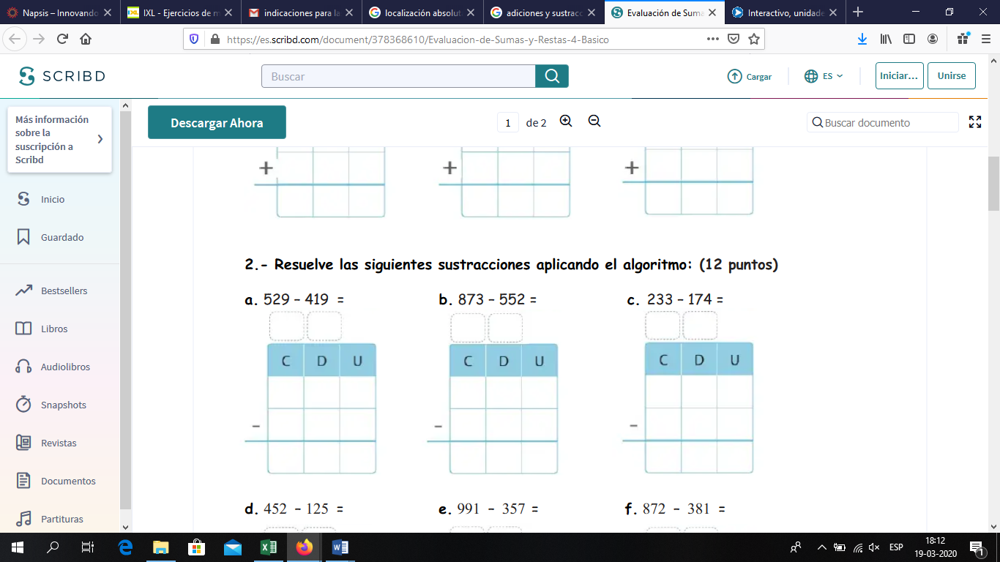 Napsis – Innovando
IXL - Ejercicios de m
indicaciones para la
localización absolut
adiciones y sustracc
Evaluación de Suma
Interactivo, unidade
https://es.scribd.com/document/378368610/Evaluacion-de-Sumas-y-Restas-4-Basico
SCRIBD
Buscar
Cargar
ES
Iniciar...
Unirse
Más información
sobre la
suscripción a
Scribd
Descargar Ahora
1 de 2
Buscar documento
Inicio
Guardado
Bestsellers
Libros
Audiolibros
Snapshots
Revistas
Documentos
Partituras
+ + +
2.- Resuelve las siguientes sustracciones aplicando el algoritmo: (12 puntos)
a. 529 - 419 = b. 873 - 552 = c. 233 - 174 =
C D U C D U C D U
- - -
d. 452 - 125 = e. 991 - 357 = f. 872 - 381 =
ESP
18:12
19-03-2020
1